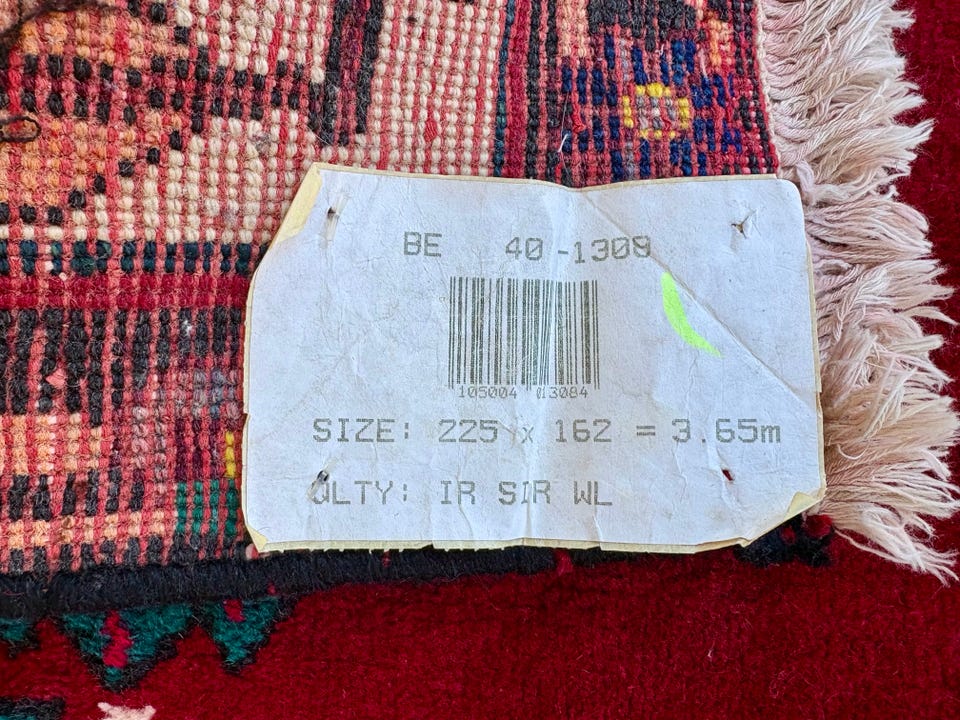 BE 40 -1308
105004 013084
SIZE: 225 x 162 = 3.65m
QLTY: IR SIR WL